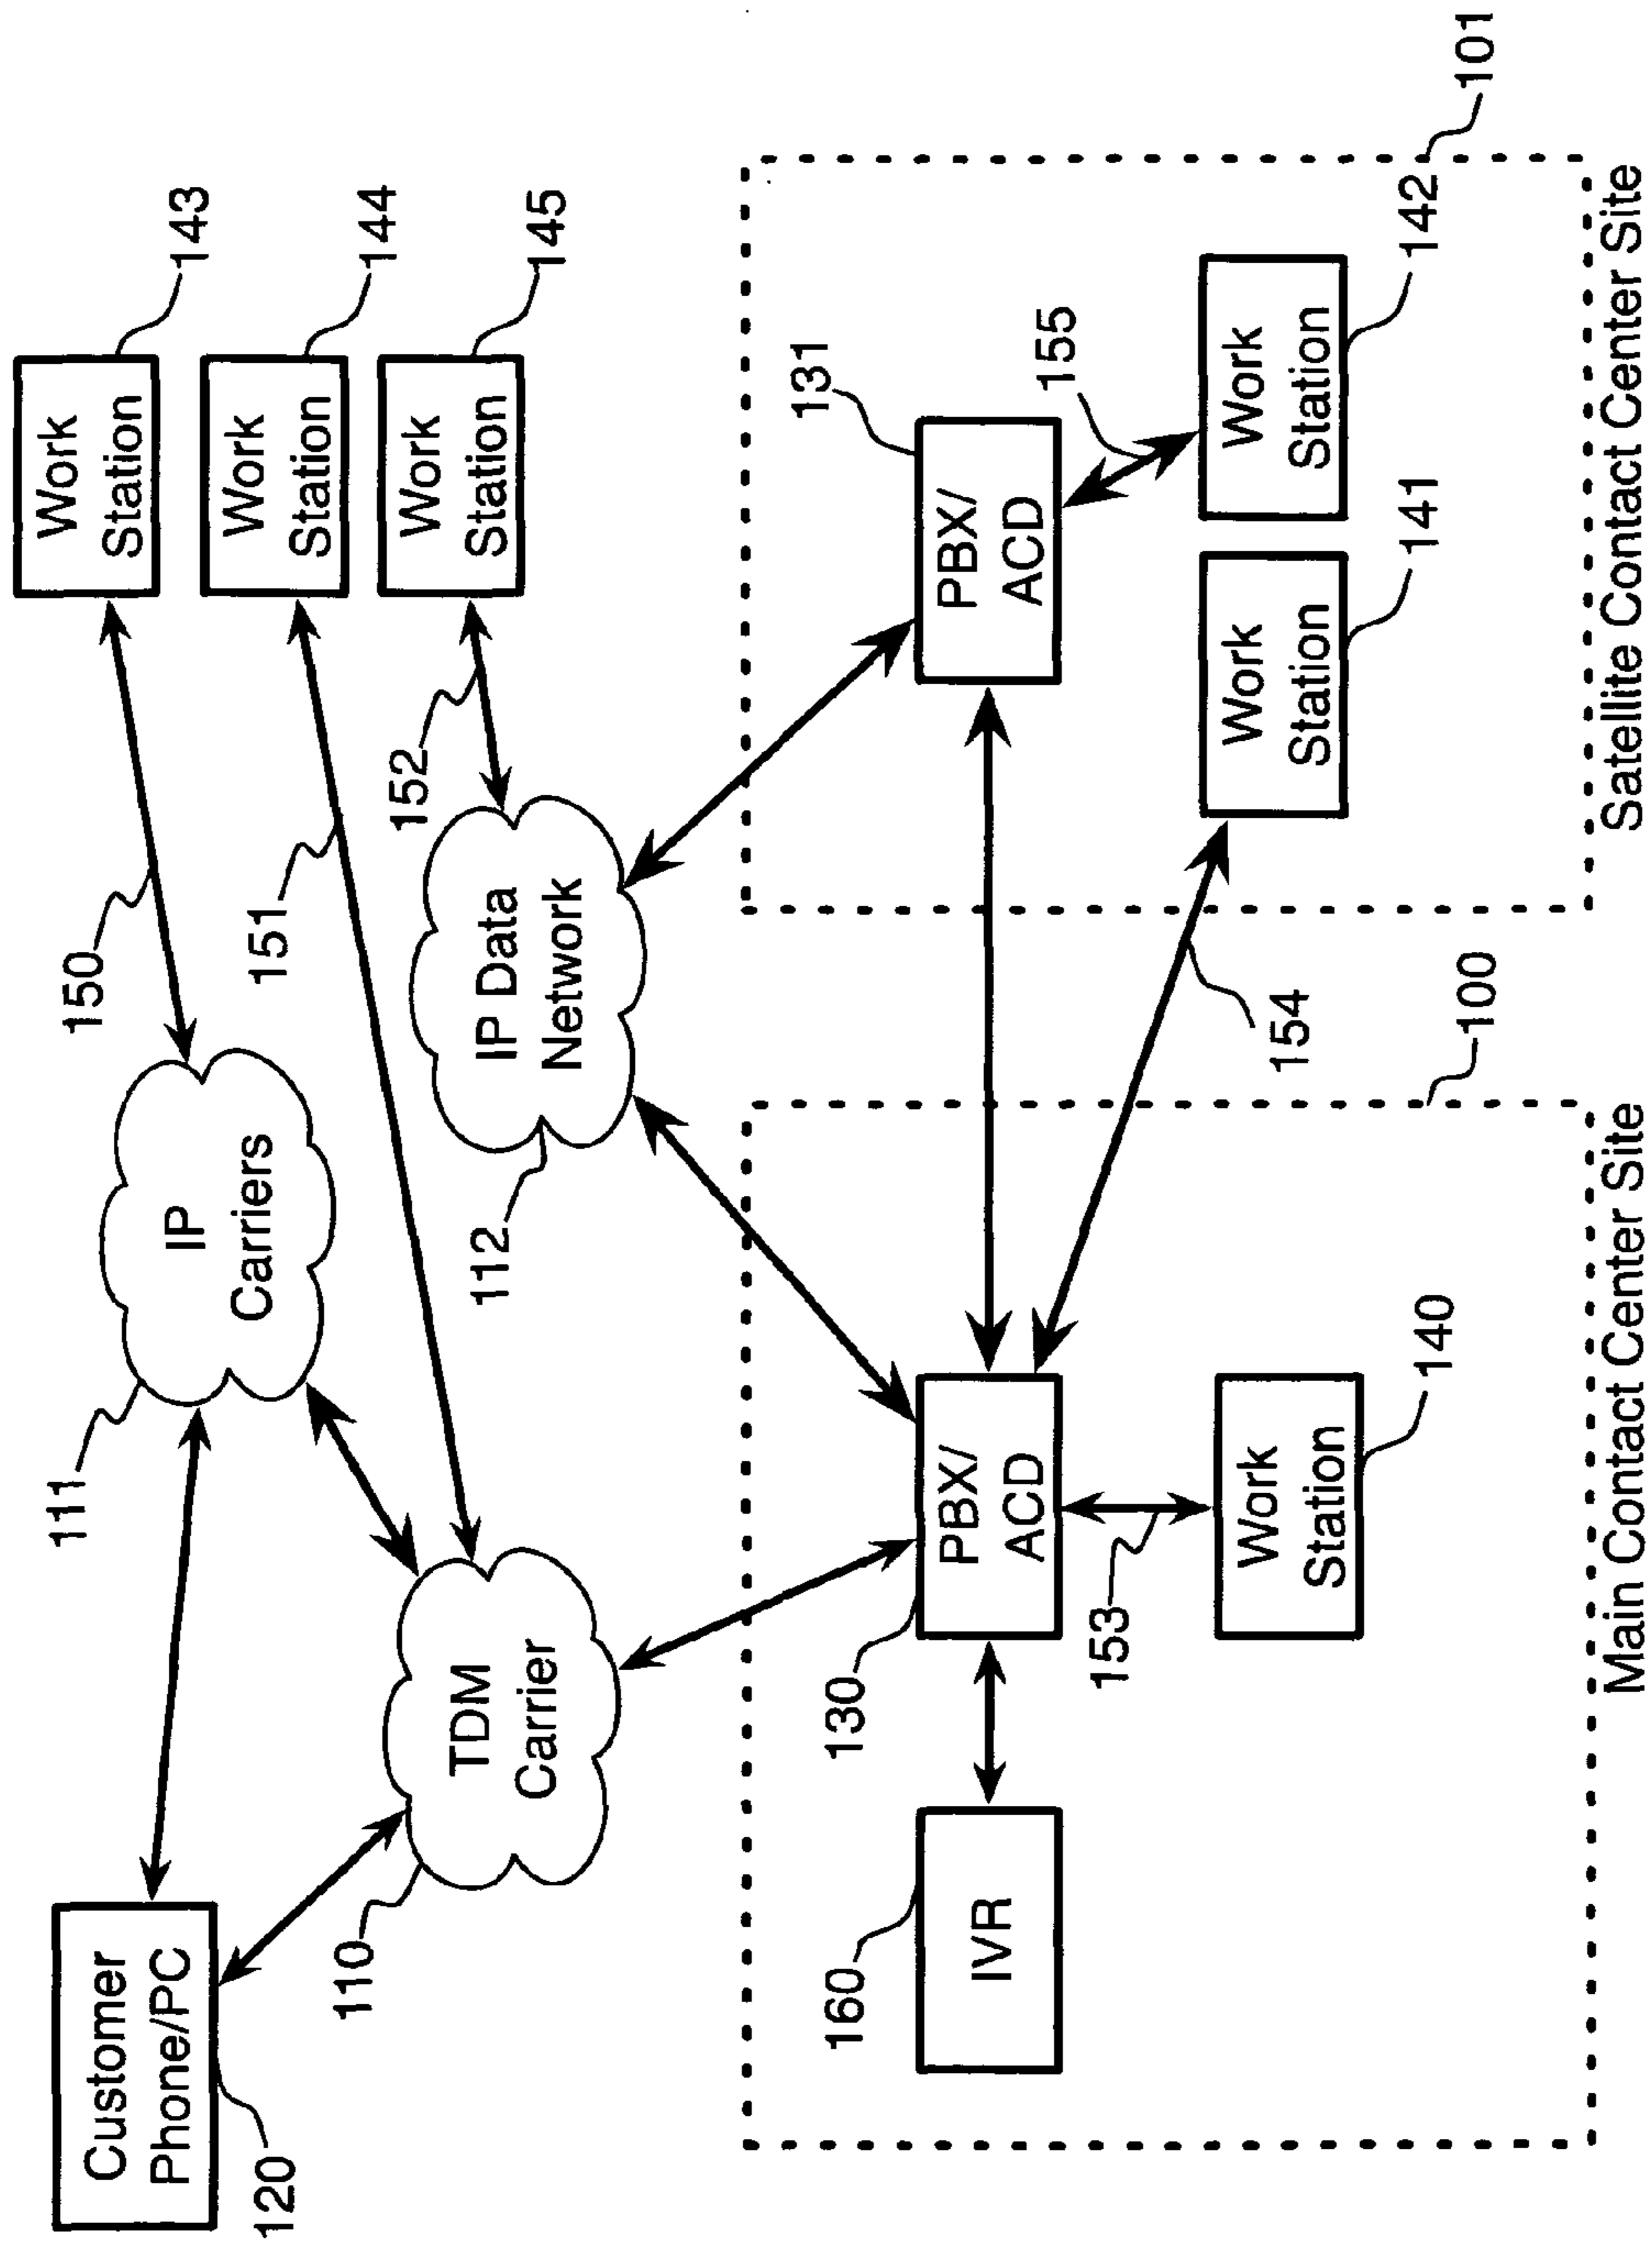 Customer
Phone/PC
120
111
IP
Carriers
150
Work
Station
143
151
Work
Station
144
110
TDM
Carrier
112
IP Data
Network
152
Work
Station
145
160
IVR
130
PBX/
ACD
153
Work
Station
140
Main Contact Center Site
100
154
131
PBX/
ACD
155
Work
Station
141
Work
Station
142
Satellite Contact Center Site
101